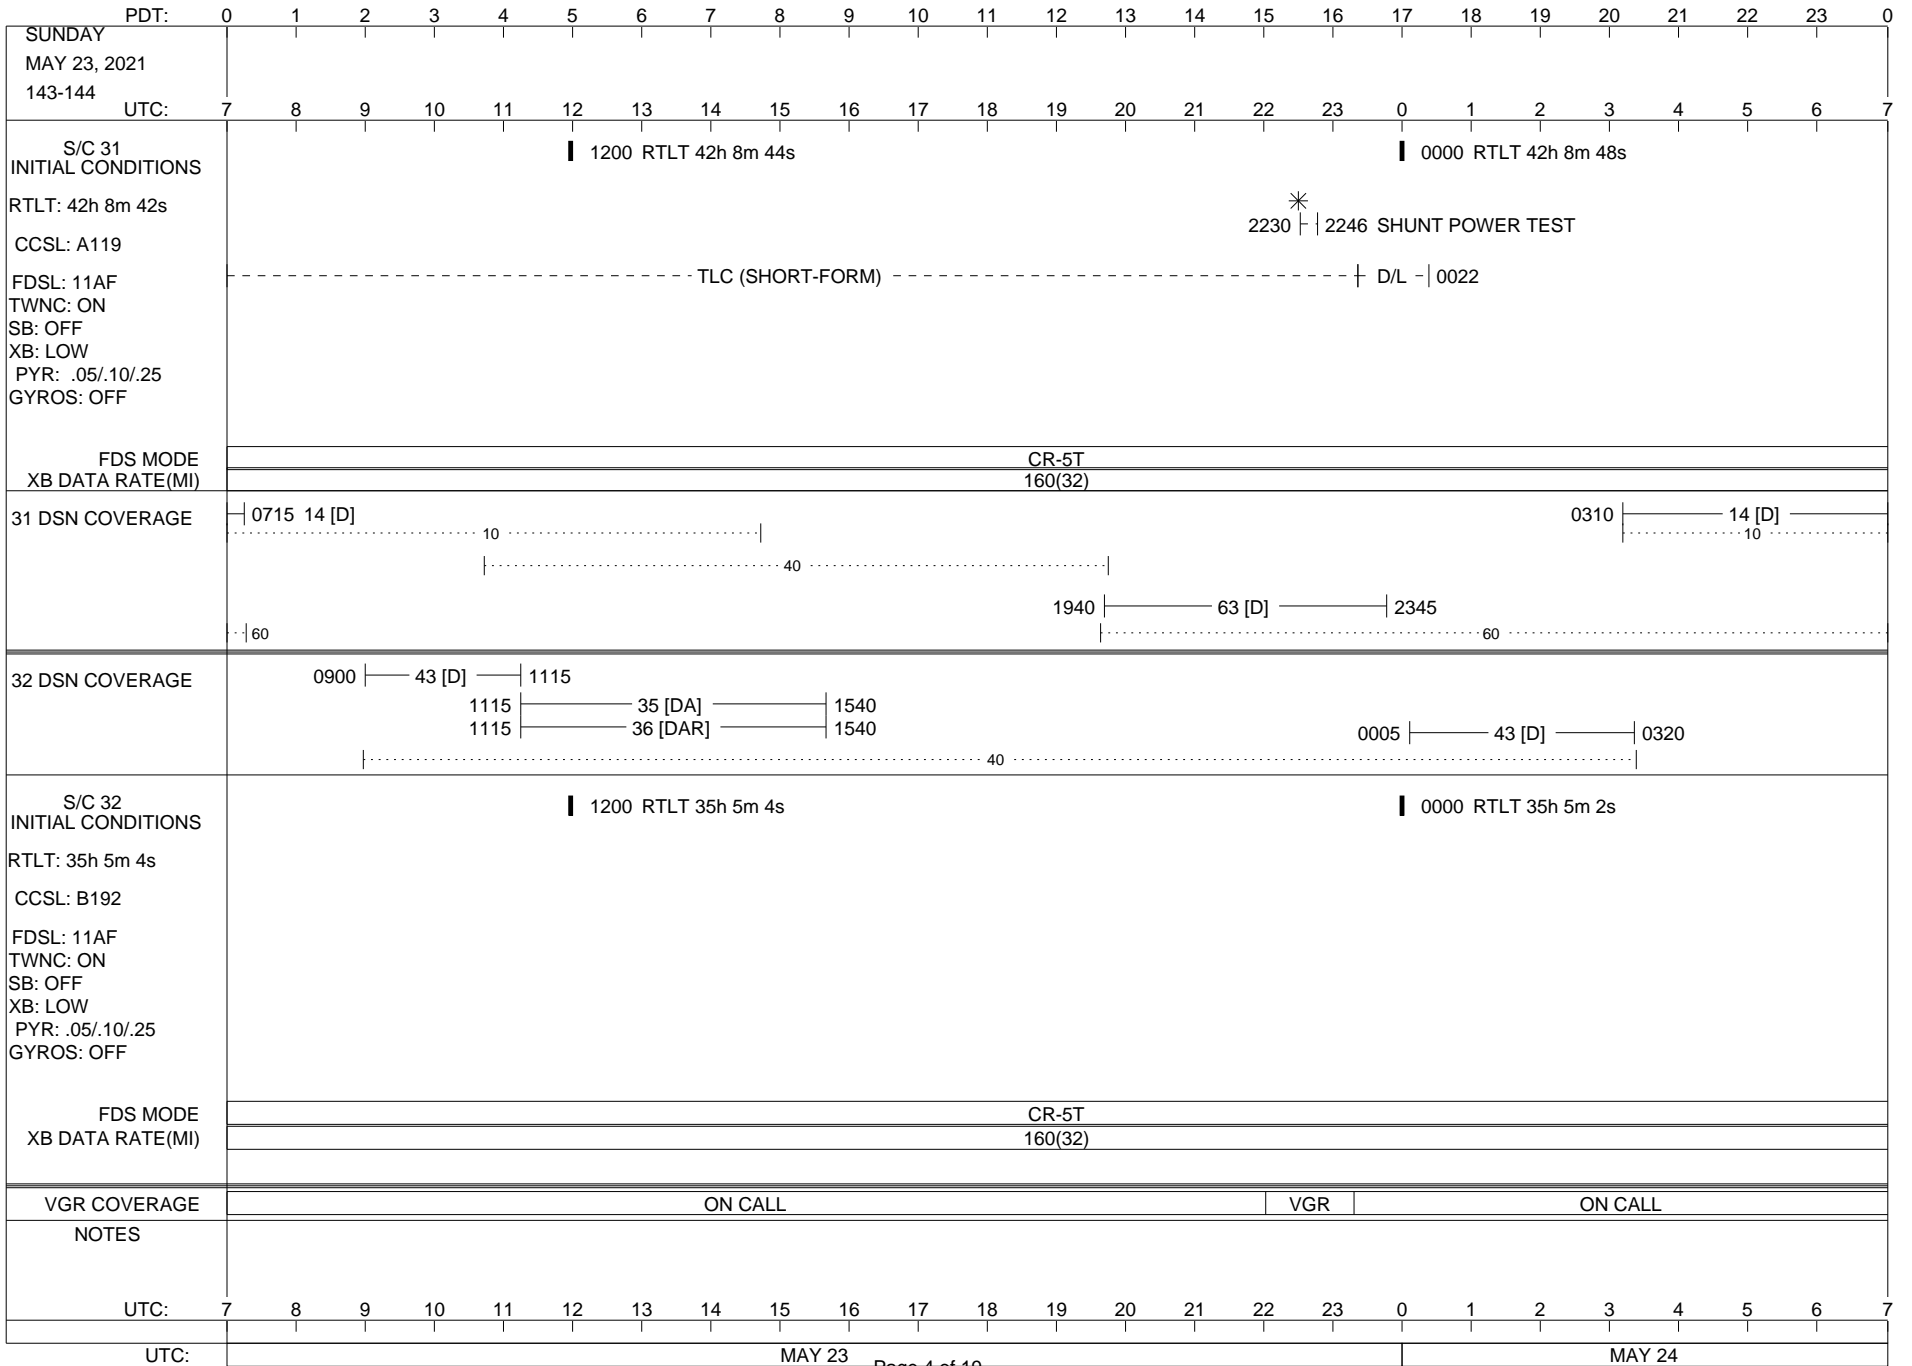 PDT: 0 1 2 3 4 5 6 7 8 9 10 11 12 13 14 15 16 17 18 19 20 21 22 23 0
SUNDAY
MAY 23, 2021
143-144
UTC: 7 8 9 10 11 12 13 14 15 16 17 18 19 20 21 22 23 0 1 2 3 4 5 6 7
S/C 31
INITIAL CONDITIONS
1200 RTLT 42h 8m 44s
0000 RTLT 42h 8m 48s
RTLT: 42h 8m 42s
2230 2246 SHUNT POWER TEST
CCSL: A119
FDSL: 11AF
TLC (SHORT-FORM) D/L 0022
TWNC: ON
SB: OFF
XB: LOW
PYR: .05/.10/.25
GYROS: OFF
FDS MODE CR-5T
XB DATA RATE(MI) 160(32)
31 DSN COVERAGE
0715 14 [D]
0310 14 [D]
10
10
40
1940 63 [D] 2345
60
60
32 DSN COVERAGE
0900 43 [D] 1115
1115 35 [DA] 1540
1115 36 [DAR] 1540
0005 43 [D] 0320
40
S/C 32
INITIAL CONDITIONS
1200 RTLT 35h 5m 4s
0000 RTLT 35h 5m 2s
RTLT: 35h 5m 4s
CCSL: B192
FDSL: 11AF
TWNC: ON
SB: OFF
XB: LOW
PYR: .05/.10/.25
GYROS: OFF
FDS MODE CR-5T
XB DATA RATE(MI) 160(32)
VGR COVERAGE ON CALL VGR ON CALL
NOTES
UTC: 7 8 9 10 11 12 13 14 15 16 17 18 19 20 21 22 23 0 1 2 3 4 5 6 7
UTC: MAY 23 MAY 24
Page 4 of 19